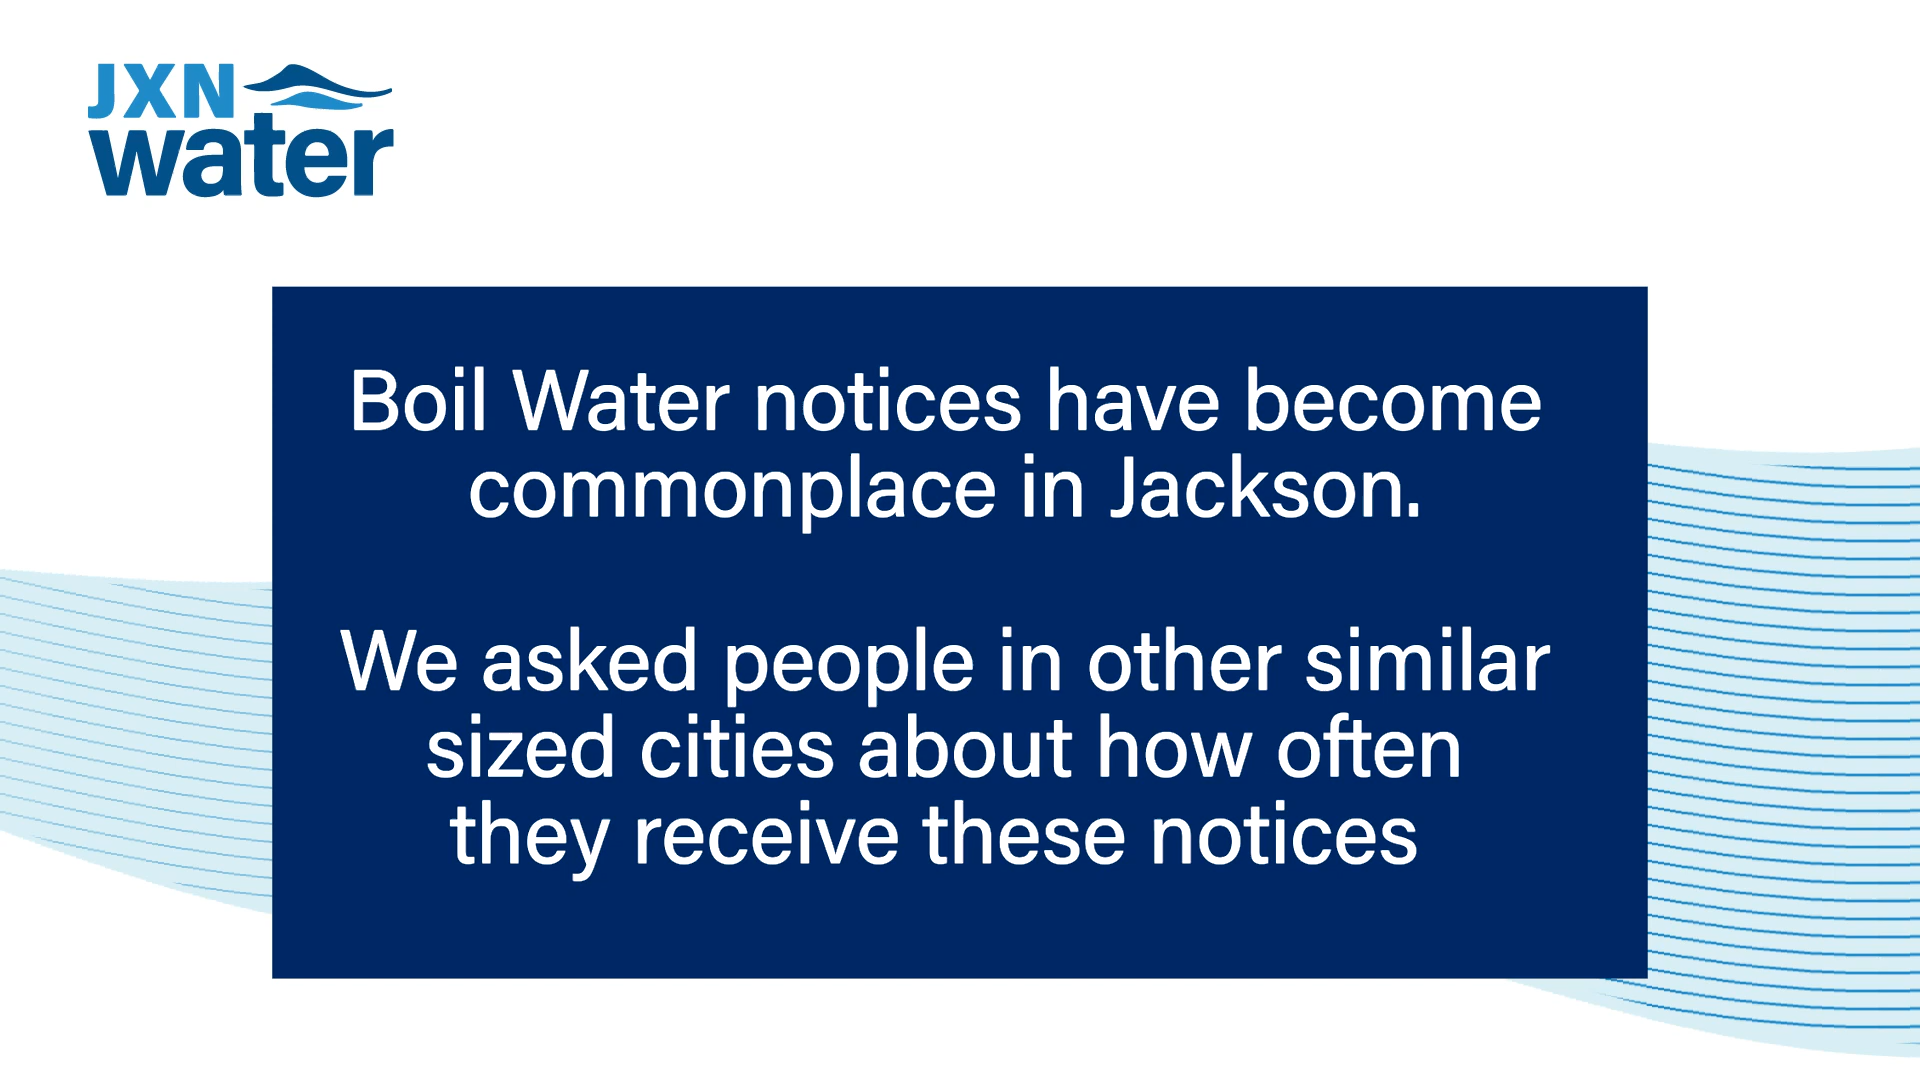 JXN
water
Boil Water notices have become
commonplace in Jackson.
We asked people in other similar
sized cities about how often
they receive these notices